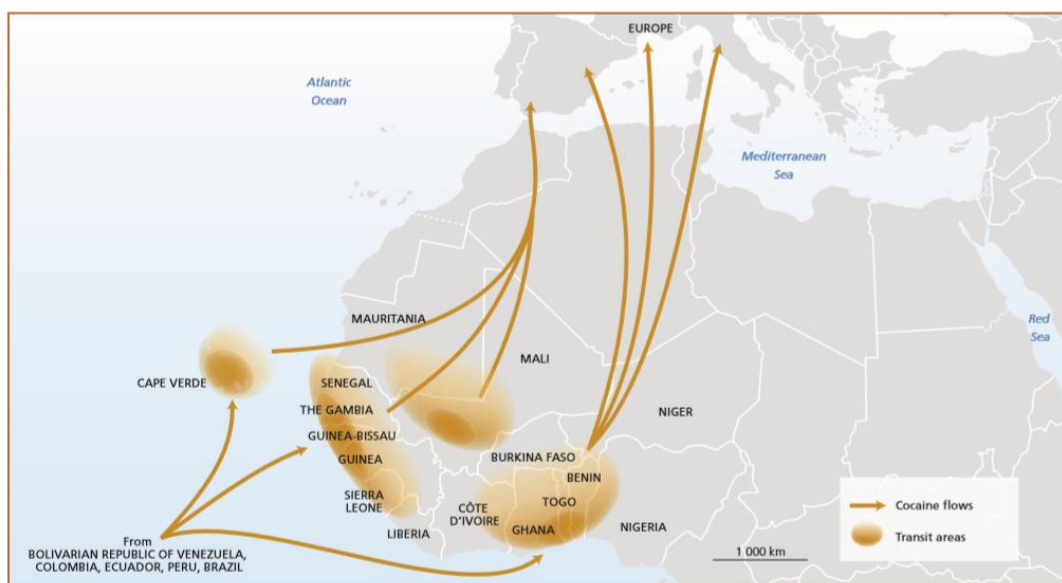 EUROPE
Atlantic
Ocean
Mediterranean
Sea
Red
Sea
MAURITANIA
MALI
CAPE VERDE
SENEGAL
THE GAMBIA
NIGER
GUINEA-BISSAU
GUINEA
BURKINA FASO
BENIN
SIERRA
LEONE
CÔTE
D'IVOIRE
TOGO
GHANA
LIBERIA
NIGERIA
From
BOLIVARIAN REPUBLIC OF VENEZUELA,
COLOMBIA, ECUADOR, PERU, BRAZIL
1 000 km
Cocaine flows
Transit areas